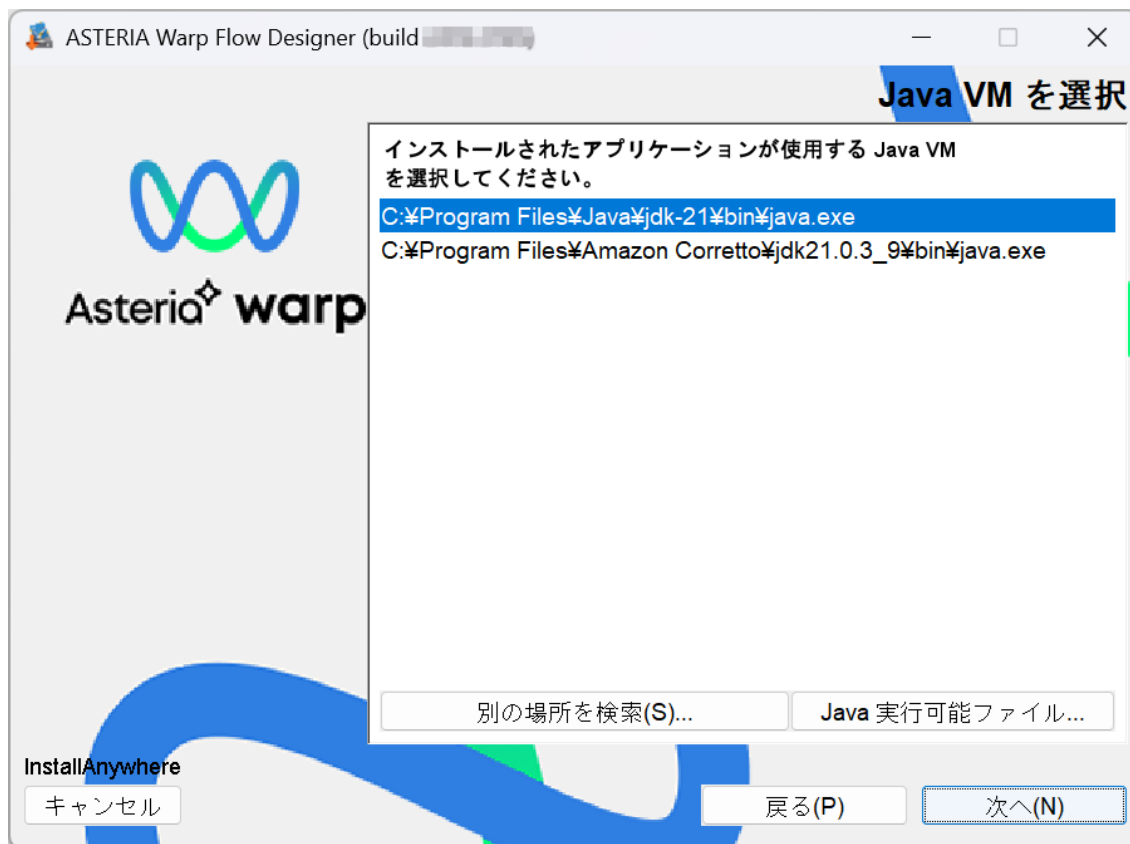 ASTERIA Warp Flow Designer (build
Java VM を選択
Asteria warp
インストールされたアプリケーションが使用する Java VM
を選択してください。
C:¥Program Files¥Java¥jdk-21¥bin¥java.exe
C:¥Program Files¥Amazon Corretto¥jdk21.0.3_9¥bin¥java.exe
別の場所を検索(S)...
Java 実行可能ファイル...
InstallAnywhere
キャンセル
戻る(P)
次へ(N)